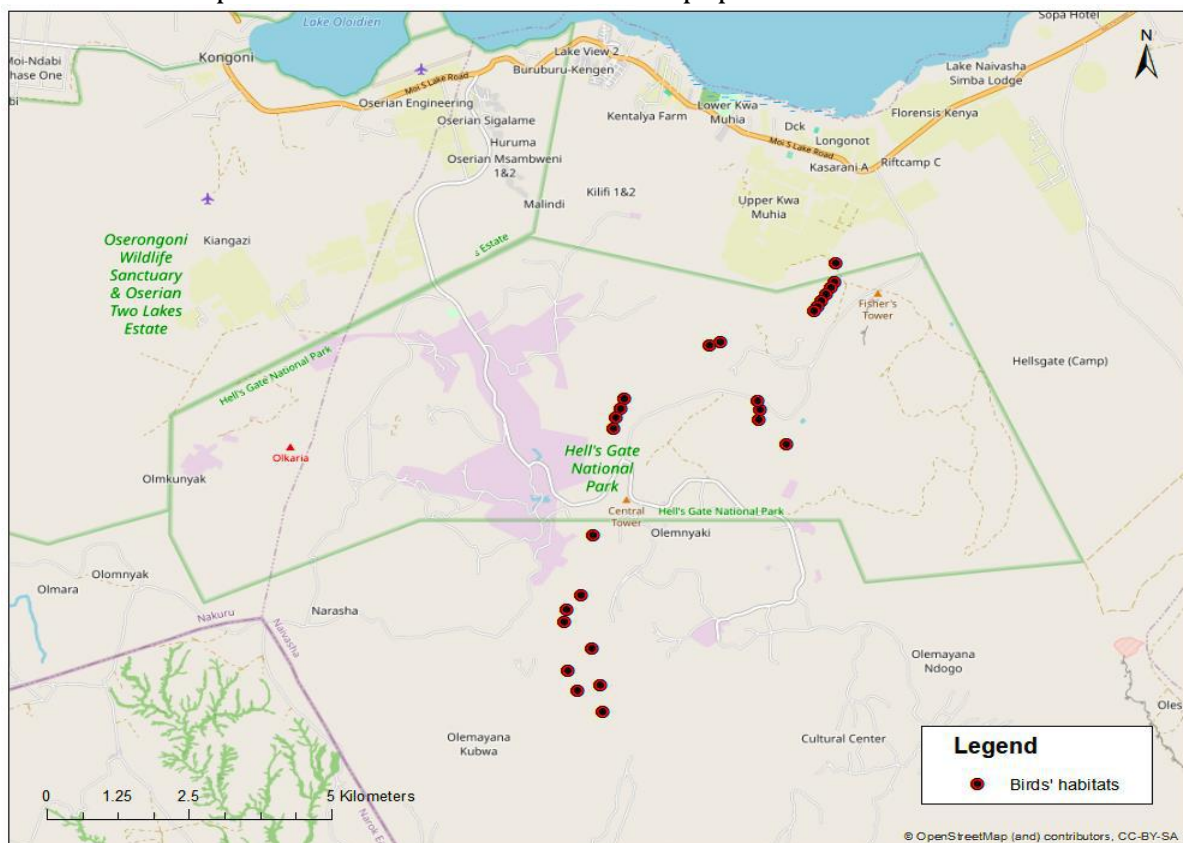 Lake Oloidien
Sopa Hotel
N
Kongoni
Moi-Ndabi
Phase One
bi
Lake View 2
Buruburu-Kengen
Moi S Lake Road
Lake Naivasha
Simba Lodge
Oserian Engineering
Kentalya Farm
Lower Kwa
Muhia
Florensis Kenya
Oserian Sigalame
Dck
Longonot
Huruma
Moi S Lake Road
Oserian Msambweni
1&2
Kasarani A
Riftcamp C
Kilifi 1&2
Malindi
Upper Kwa
Muhia
Kiangazi
Oserongoni
Wildlife
Sanctuary
& Oserian
Two Lakes
Estate
s Estate
Fisher's
Tower
Hell's Gate National Park
Hellsgate (Camp)
Olkaria
Hell's Gate
National
Park
Olmkunyak
Central
Tower
Hell's Gate National Park
Olemnyaki
Olomnyak
Olmara
Narasha
Nakuru
Naivasha
Olemayana
Ndogo
Oles
Olemayana
Kubwa
Cultural Center
Legend
Birds' habitats
0 1.25 2.5 5 Kilometers
Narok E
© OpenStreetMap (and) contributors, CC-BY-SA